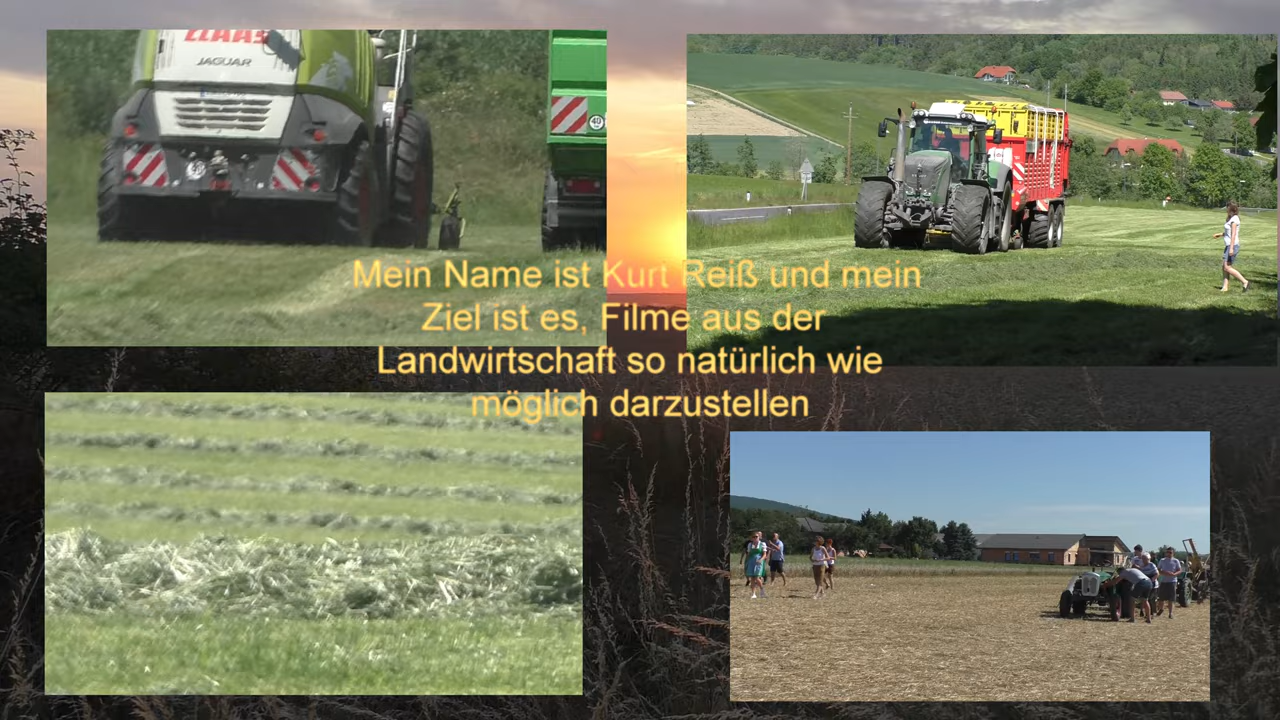 CLAAS
JAGUAR
40
Mein Name ist Kurt Reiß und mein
Ziel ist es, Filme aus der
Landwirtschaft so natürlich wie
möglich darzustellen